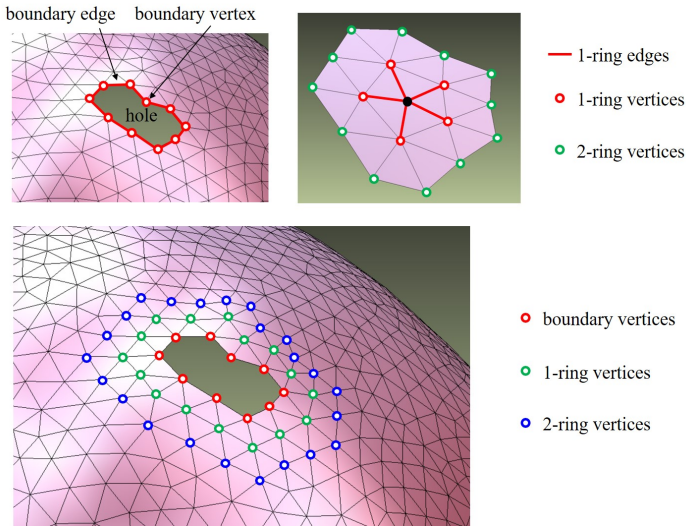 boundary edge
boundary vertex
hole
1-ring edges
1-ring vertices
2-ring vertices
boundary vertices
1-ring vertices
2-ring vertices